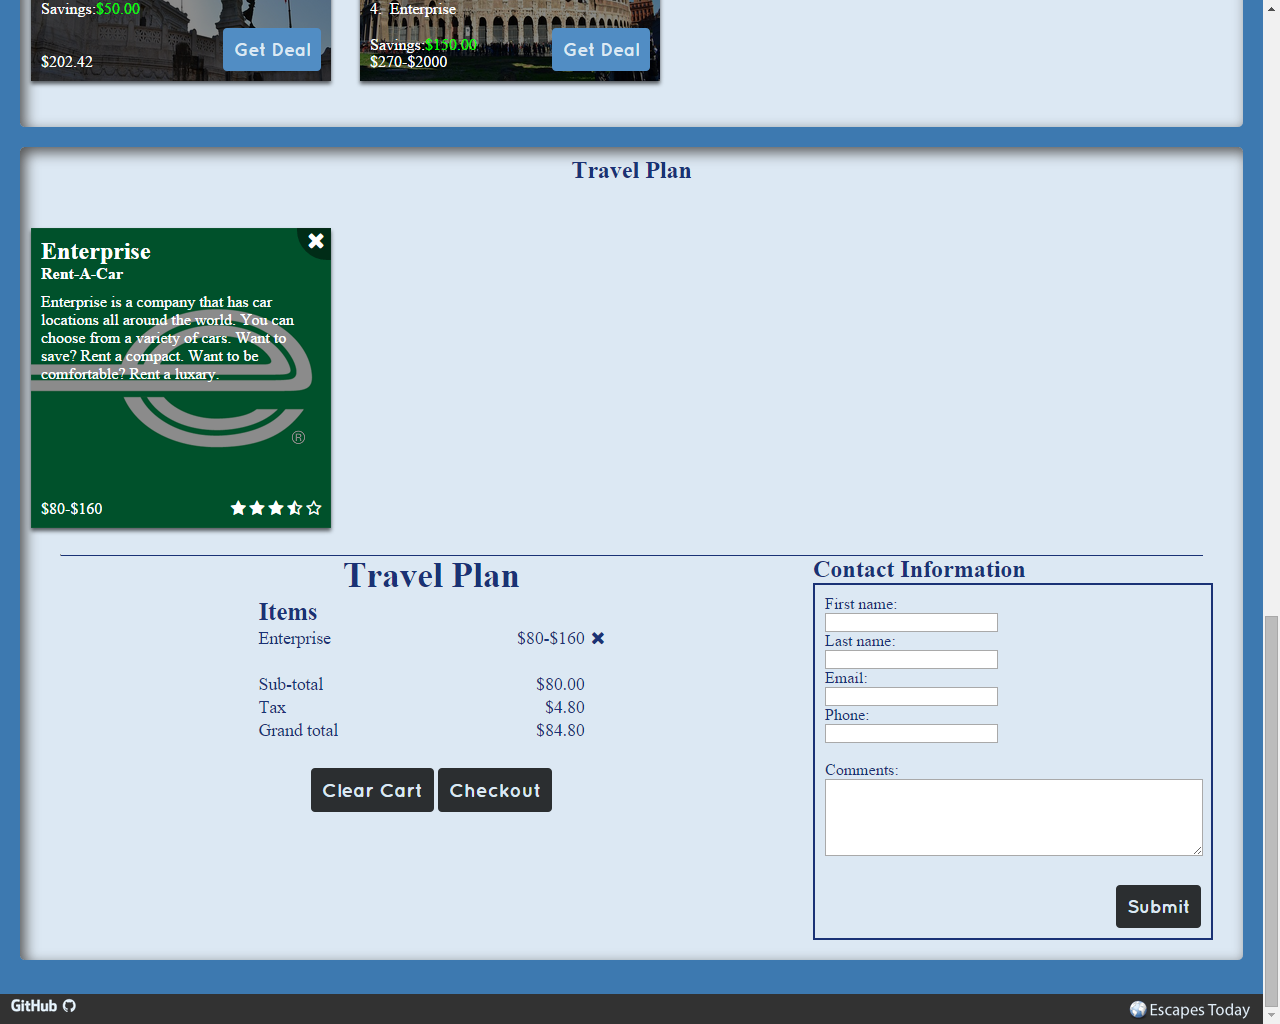 Savings:$50.00
$202.42
Get Deal
4. Enterprise
Savings:$150.00
$270-$2000
Get Deal
Travel Plan
Enterprise
Rent-A-Car
Enterprise is a company that has car
locations all around the world. You can
choose from a variety of cars. Want to
save? Rent a compact. Want to be
comfortable? Rent a luxary.
®
$80-$160
Travel Plan
Items
Enterprise $80-$160
Sub-total $80.00
Tax $4.80
Grand total $84.80
Clear Cart Checkout
Contact Information
First name:
Last name:
Email:
Phone:
Comments:
Submit
GitHub
Escapes Today